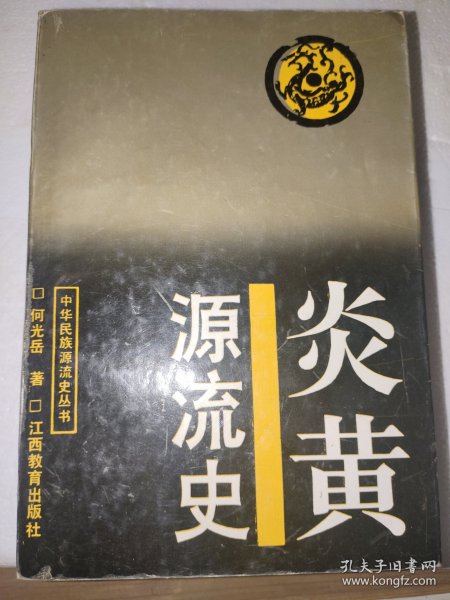 炎黄
源流史
中华民族源流史丛书
□何光岳 著□江西教育出版社
孔夫子旧书网
www.kongfz.com